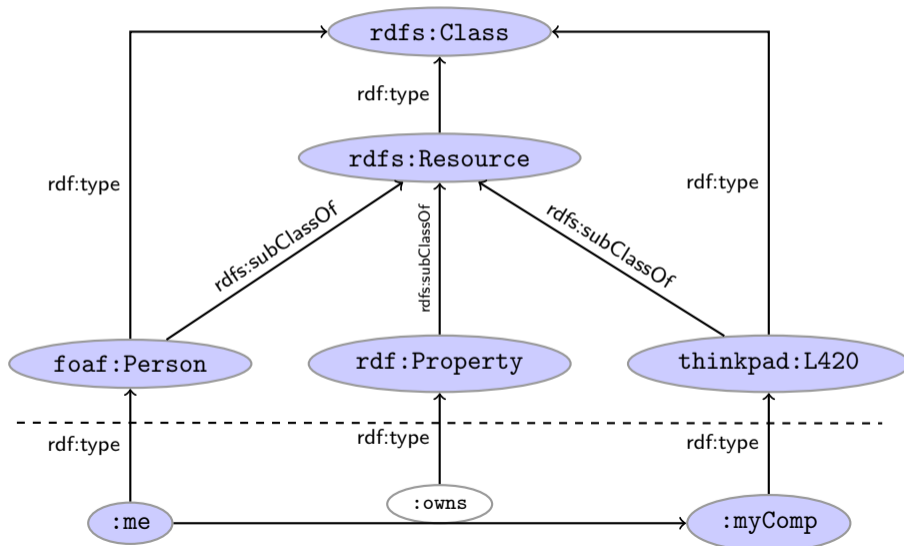 rdfs:Class
rdf:type
rdfs:Resource
rdf:type
rdf:type
rdfs:subClassOf
rdfs:subClassOf
rdfs:subClassOf
foaf:Person
rdf:Property
thinkpad:L420
rdf:type
rdf:type
rdf:type
:owns
:me
:myComp